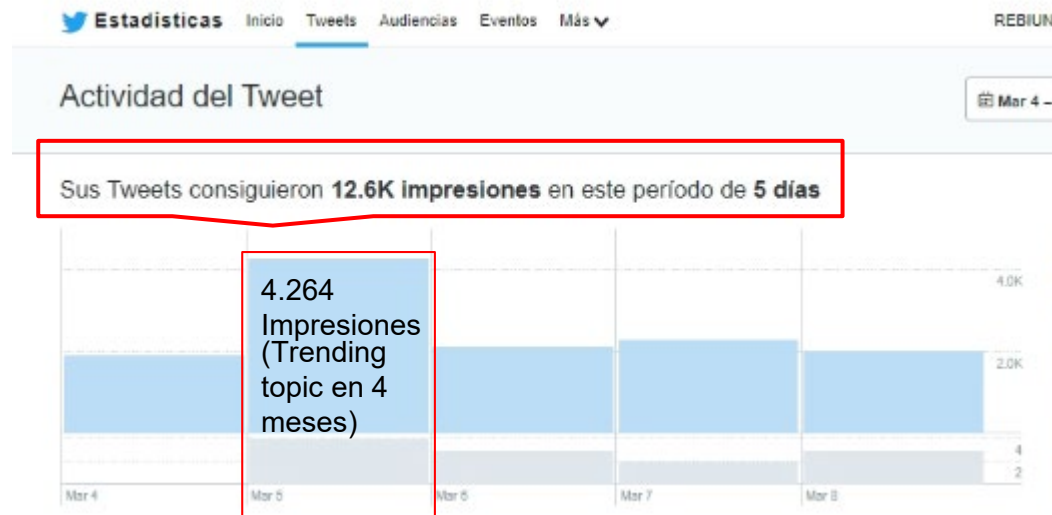 Estadísticas Inicio Tweets Audiencias Eventos Más REBIUN
Actividad del Tweet
Mar 4 –
Sus Tweets consiguieron 12.6K impresiones en este período de 5 días
4.264
Impresiones
(Trending
topic en 4
meses)
4.0K
2.0K
4
2
Mar 4 Mar 5 Mar 6 Mar 7 Mar 8